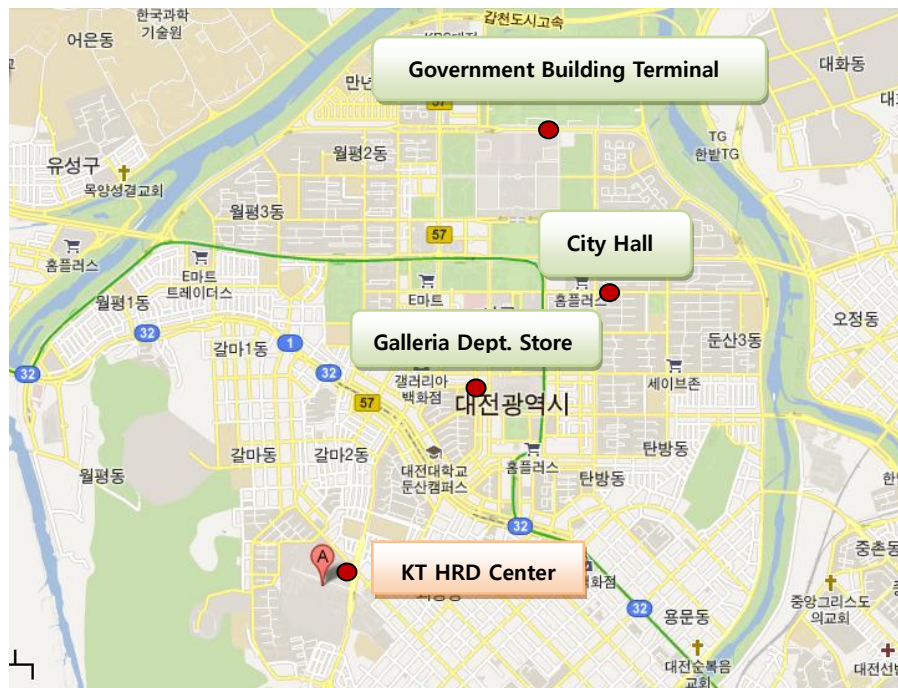 한국과학
기술원
갑천도시고속
어은동
대화동
Government Building Terminal
57
월평2동
TG
한밭TG
유성구
목양성결교회
월평3동
57
City Hall
홈플러스
E마트
트레이더스
E마트
홈플러스
월평1동
32
갈마1동
1
Galleria Dept. Store
둔산3동
오정동
32
32
갤러리아
백화점
57
세이브존
대전광역시
월평동
갈마동
갈마2동
대전대학교
둔산캠퍼스
홈플러스
탄방동
탄방동
32
A
KT HRD Center
중촌동
32
용문동
중앙그리스도
의교회
대전순복음
교회